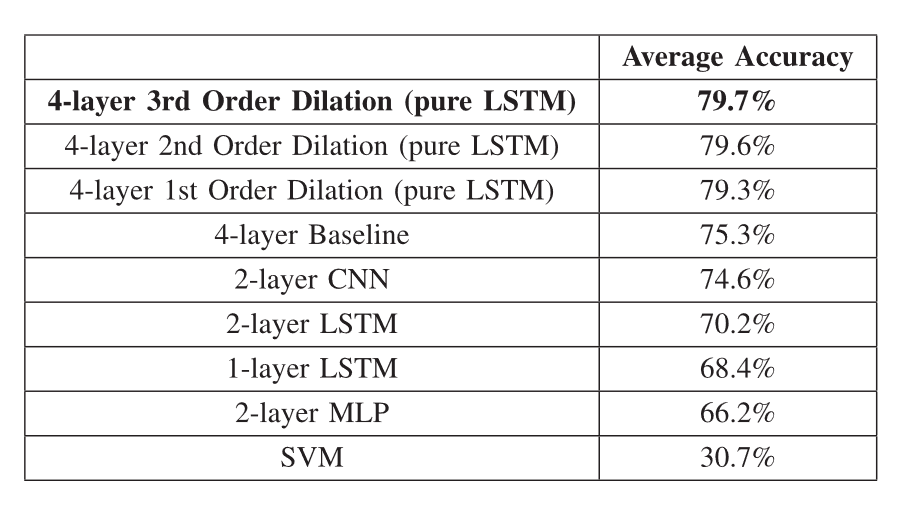 Average Accuracy
4-layer 3rd Order Dilation (pure LSTM) 79.7%
4-layer 2nd Order Dilation (pure LSTM) 79.6%
4-layer 1st Order Dilation (pure LSTM) 79.3%
4-layer Baseline 75.3%
2-layer CNN 74.6%
2-layer LSTM 70.2%
1-layer LSTM 68.4%
2-layer MLP 66.2%
SVM 30.7%